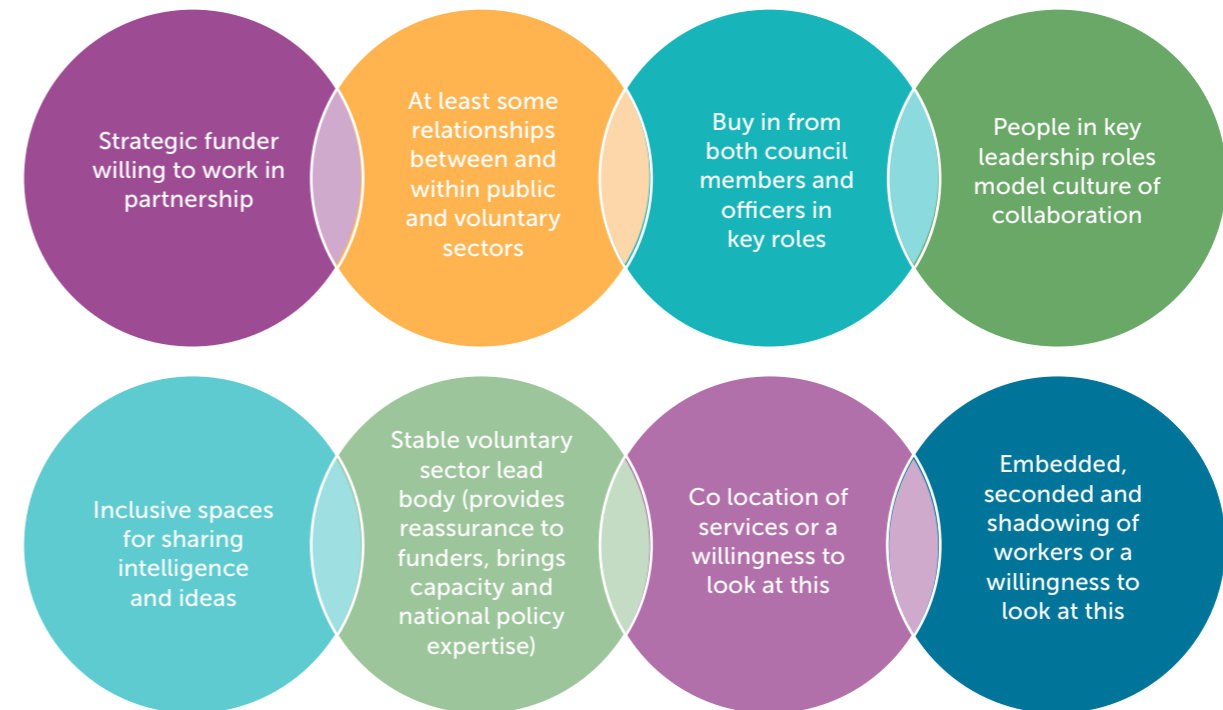 Strategic funder
willing to work in
partnership
At least some
relationships
between and
within public
and voluntary
sectors
Buy in from
both council
members and
officers in
key roles
People in key
leadership roles
model culture of
collaboration
Inclusive spaces
for sharing
intelligence
and ideas
Stable voluntary
sector lead
body (provides
reassurance to
funders, brings
capacity and
national policy
expertise)
Co location of
services or a
willingness to
look at this
Embedded,
seconded and
shadowing of
workers or a
willingness to
look at this